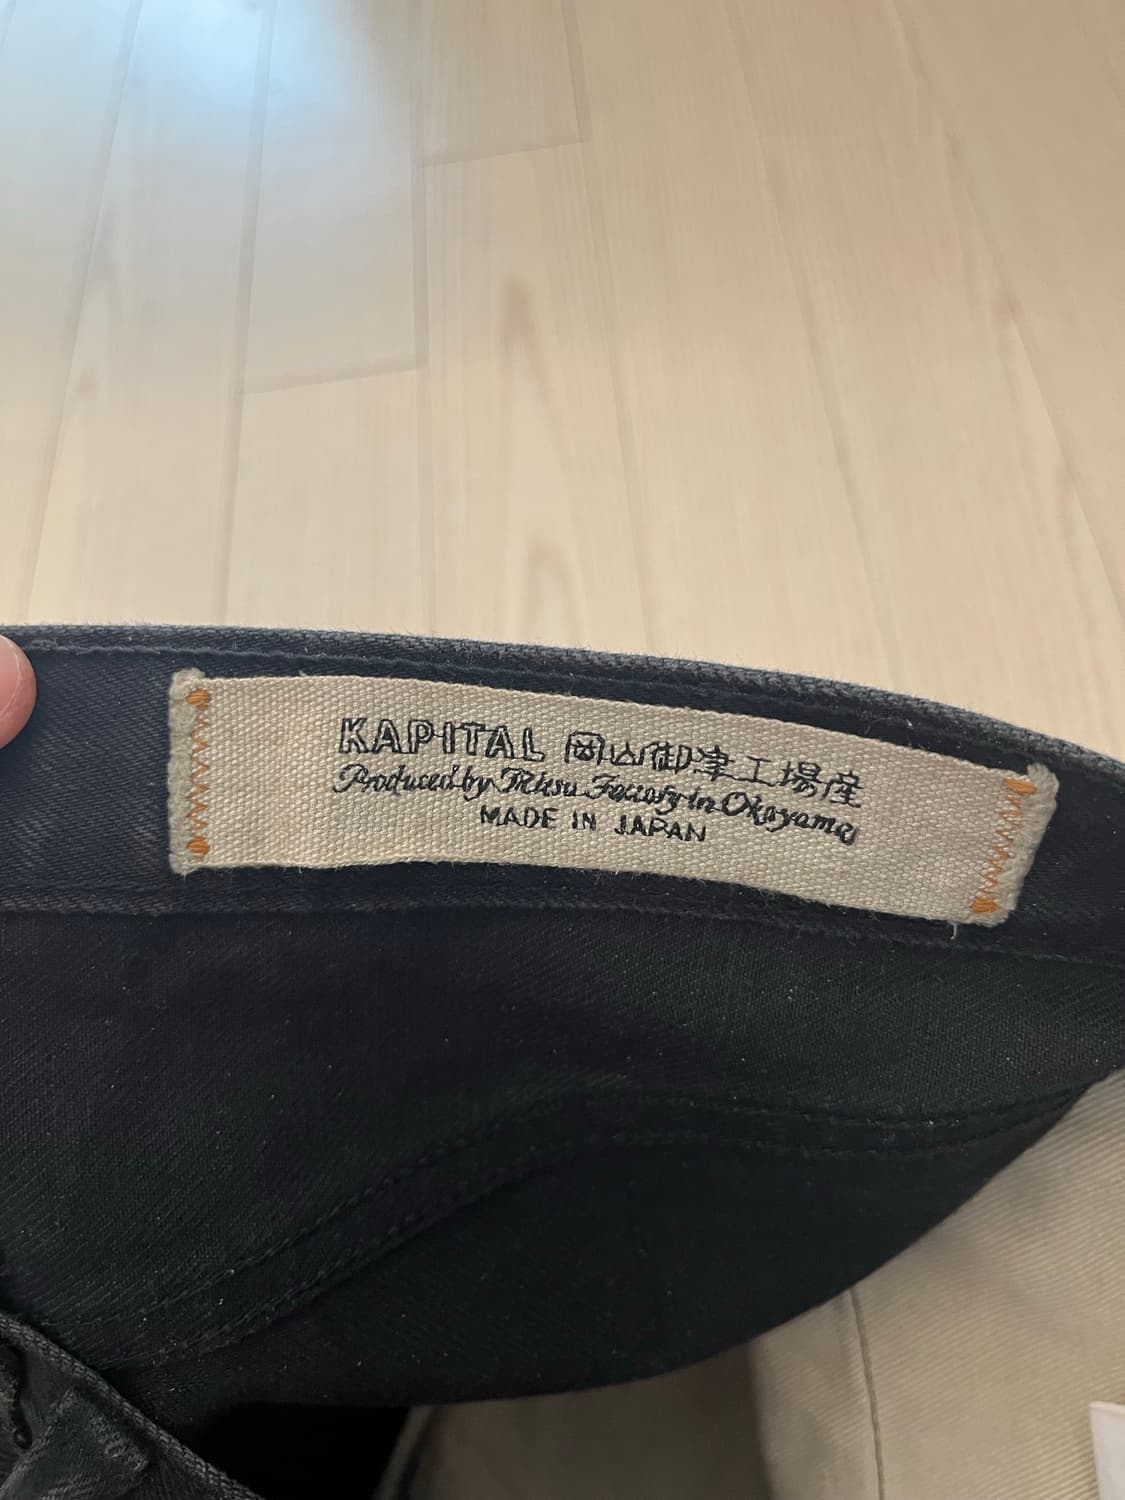 KAPITAL 岡山御津工場産
Produced by Mitsu Factory in Okayama
MADE IN JAPAN